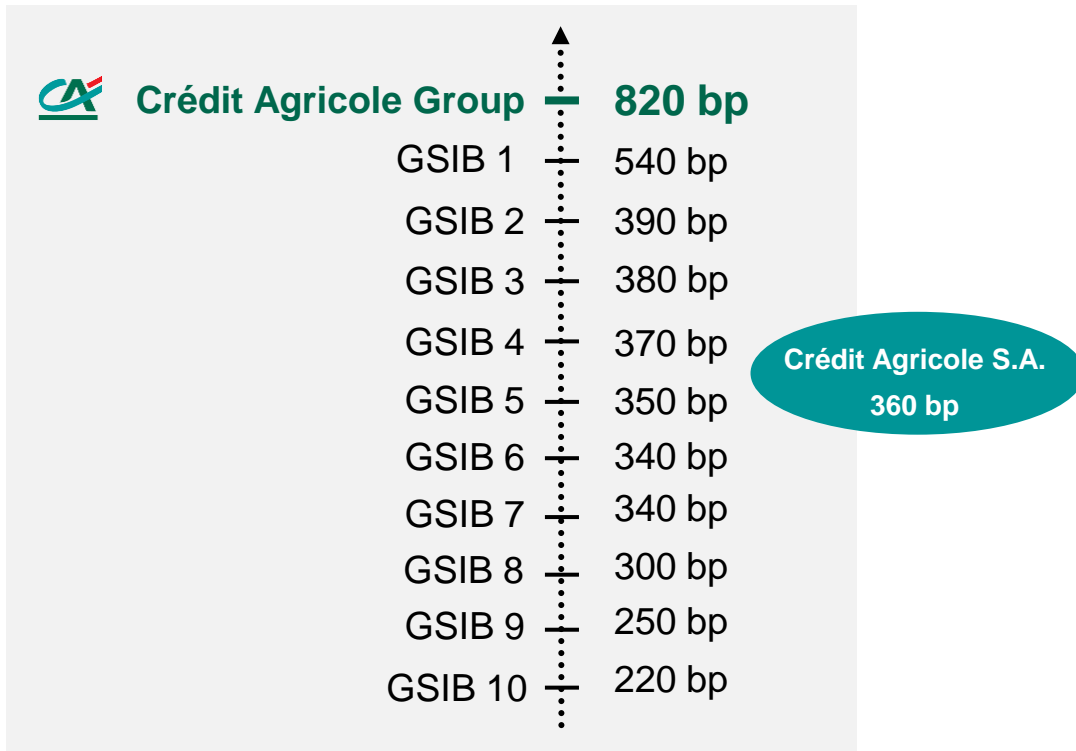 Crédit Agricole Group 820 bp
GSIB 1 540 bp
GSIB 2 390 bp
GSIB 3 380 bp
GSIB 4 370 bp
GSIB 5 350 bp
GSIB 6 340 bp
GSIB 7 340 bp
GSIB 8 300 bp
GSIB 9 250 bp
GSIB 10 220 bp
Crédit Agricole S.A.
360 bp